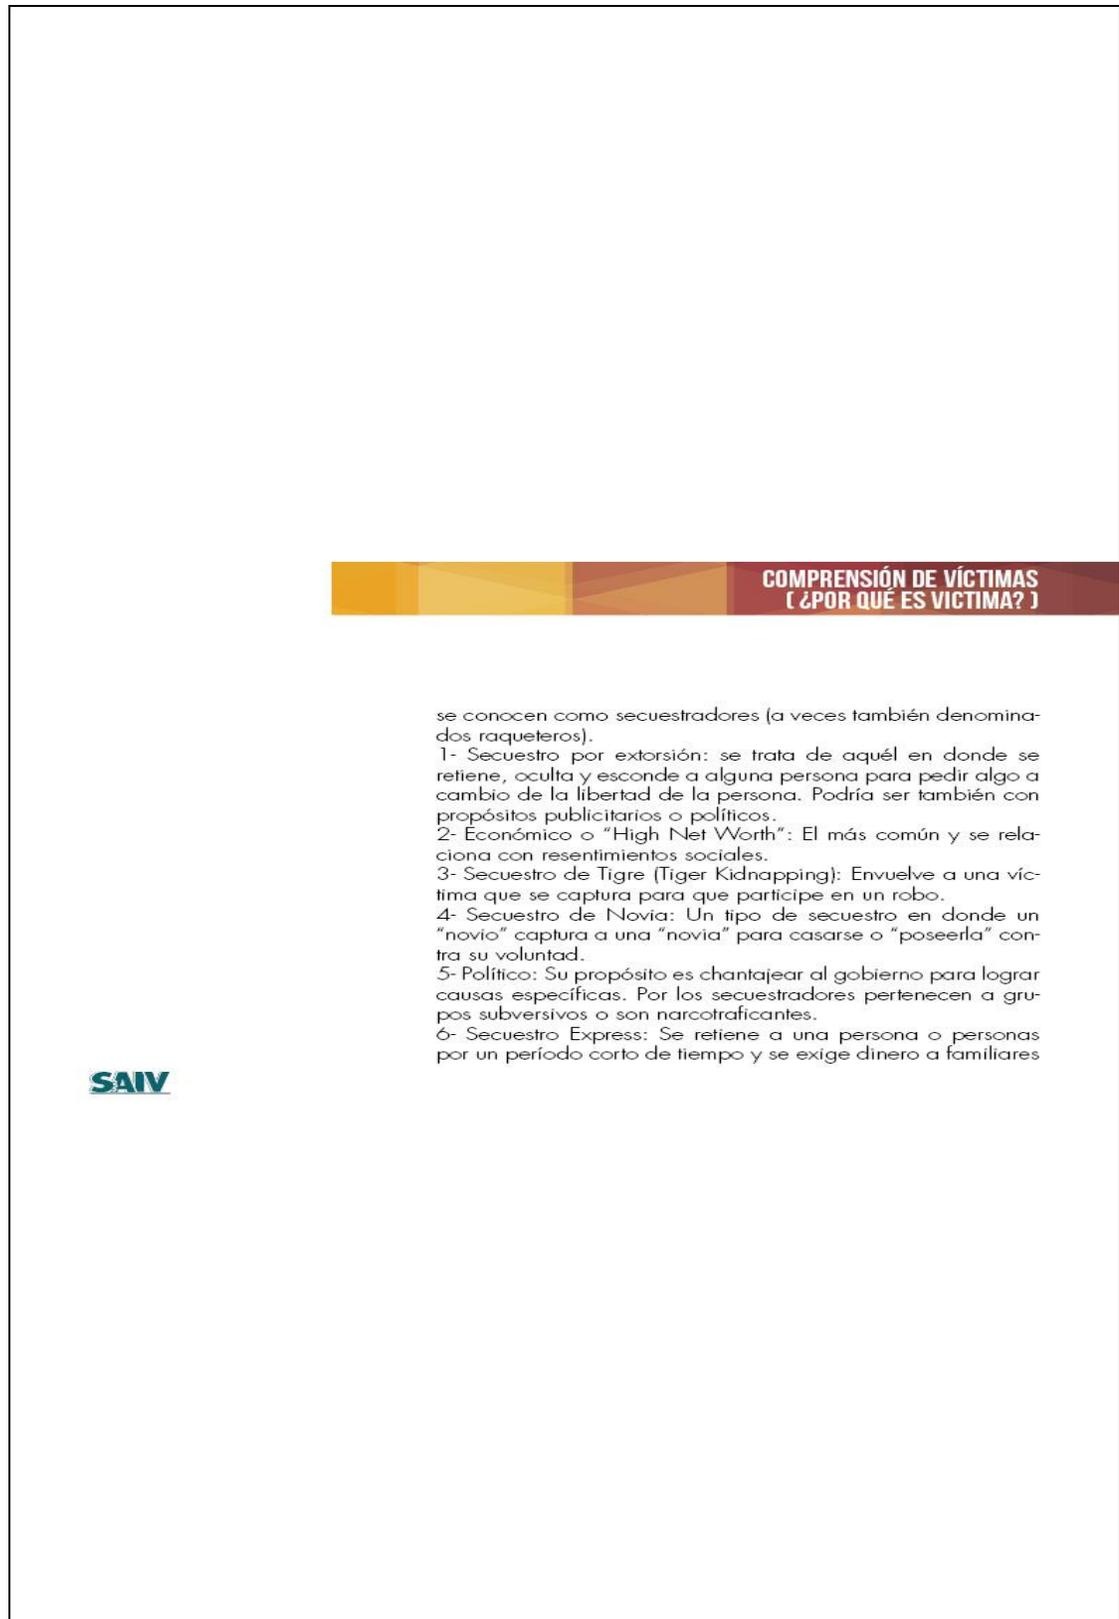 COMPRENSIÓN DE VÍCTIMAS
( ¿POR QUÉ ES VICTIMA? )
se conocen como secuestradores (a veces también denomina-
dos raqueteros).
1- Secuestro por extorsión: se trata de aquél en donde se
retiene, oculta y esconde a alguna persona para pedir algo a
cambio de la libertad de la persona. Podría ser también con
propósitos publicitarios o políticos.
2- Económico o “High Net Worth”: El más común y se rela-
ciona con resentimientos sociales.
3- Secuestro de Tigre (Tiger Kidnapping): Envuelve a una víc-
tima que se captura para que participe en un robo.
4- Secuestro de Novia: Un tipo de secuestro en donde un
“novio” captura a una “novia” para casarse o “poseerla” con-
tra su voluntad.
5- Político: Su propósito es chantajear al gobierno para lograr
causas específicas. Por los secuestradores pertenecen a gru-
pos subversivos o son narcotraficantes.
6- Secuestro Express: Se retiene a una persona o personas
por un período corto de tiempo y se exige dinero a familiares
SAIV